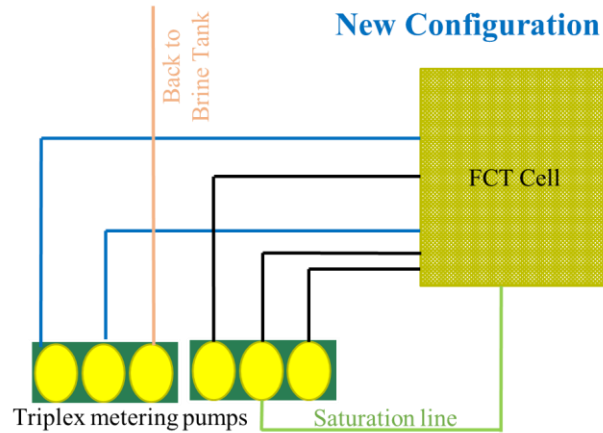 New Configuration
Back to
Brine Tank
FCT Cell
Triplex metering pumps
Saturation line